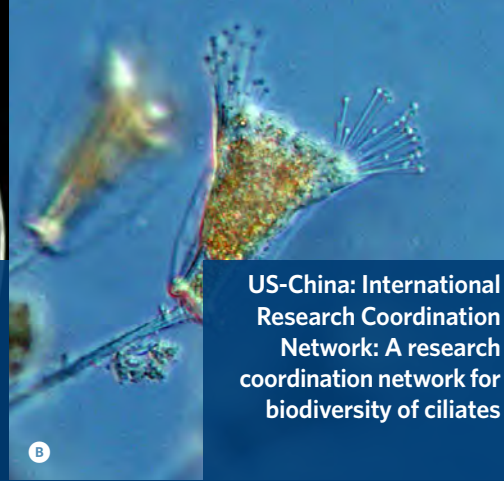 US-China: International
Research Coordination
Network: A research
coordination network for
biodiversity of ciliates
B